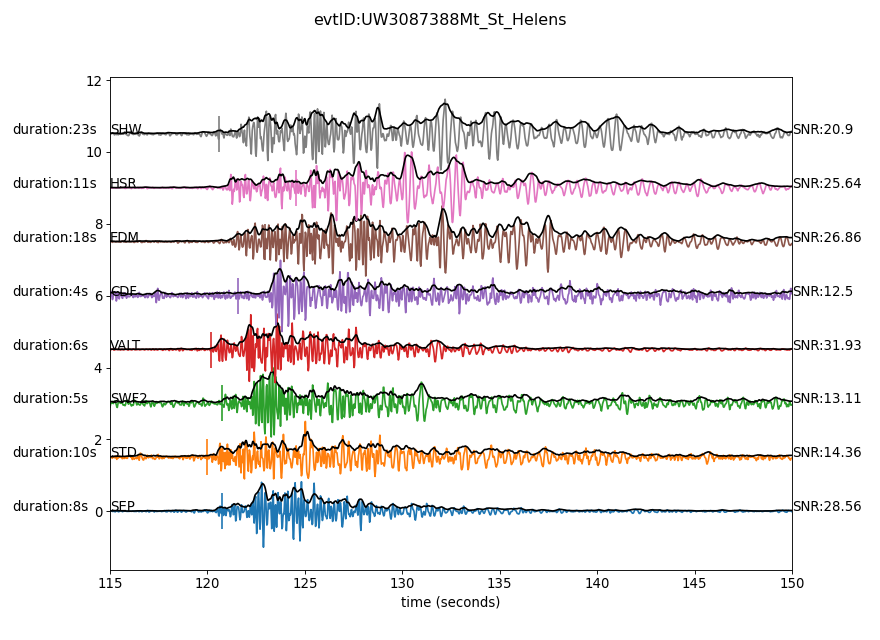 evtID:UW3087388Mt_St_Helens
12
duration:23s SHW SNR:20.9
10
duration:11s HSR SNR:25.64
8
duration:18s EDM SNR:26.86
duration:4s CDF SNR:12.5
6
duration:6s VALT SNR:31.93
4
duration:5s SWF2 SNR:13.11
2
duration:10s STD SNR:14.36
duration:8s SEP SNR:28.56
0
115 120 125 130 135 140 145 150
time (seconds)